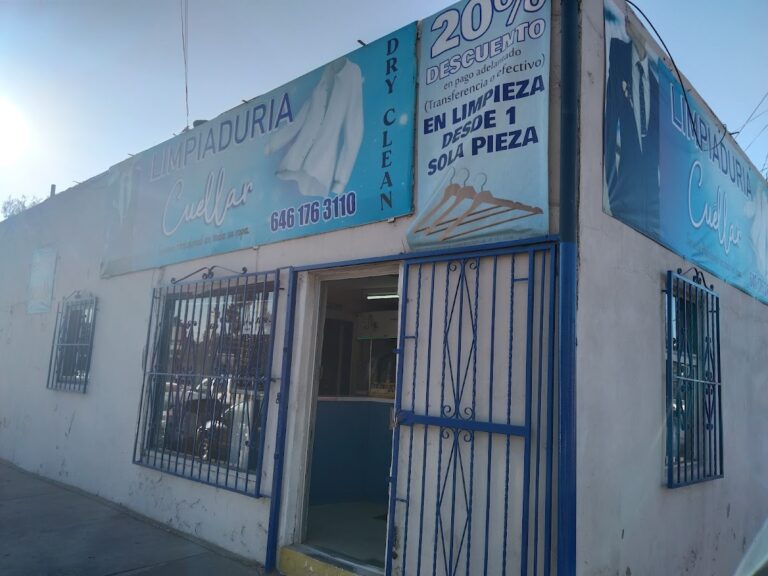 LIMPIADURIA
Cuellar
646 176 3110
DRY CLEAN
20%
DESCUENTO
en pago adelantado
(Transferencia o efectivo)
EN LIMPIEZA
DESDE 1
SOLA PIEZA
LIMPIADURIA
Cuellar